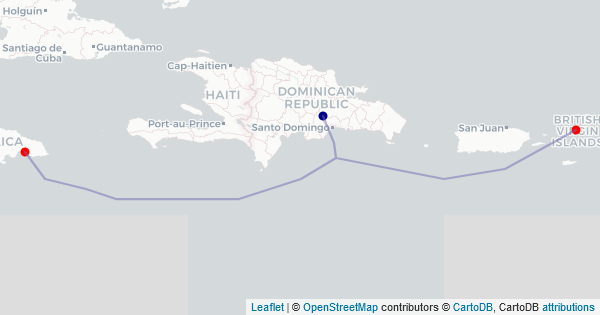 Holguín
Santiago de
Cuba
Guantanamo
Cap-Haitien
HAITI
DOMINICAN
REPUBLIC
Port-au-Prince
Santo Domingo
San Juan
BRITISH
VIRGIN
ISLANDS
ICA
Leaflet | © OpenStreetMap contributors © CartoDB, CartoDB attributions